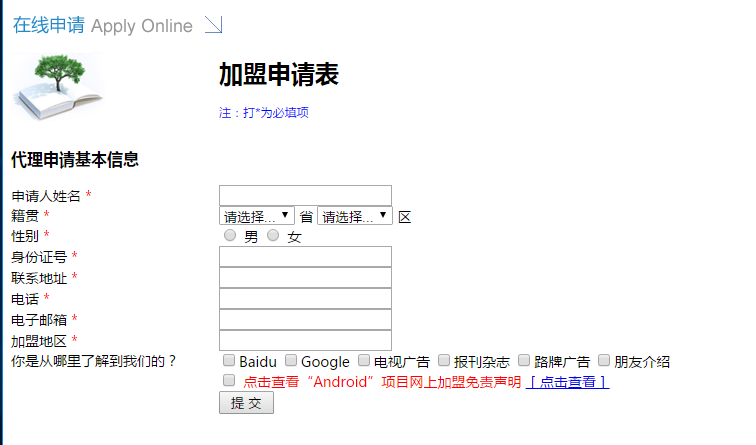 在线申请 Apply Online
加盟申请表
注：打*为必填项
代理申请基本信息
申请人姓名 *
籍贯 * 请选择... 省 请选择... 区
性别 * 男 女
身份证号 *
联系地址 *
电话 *
电子邮箱 *
加盟地区 *
你是从哪里了解到我们的？ Baidu Google 电视广告 报刊杂志 路牌广告 朋友介绍
点击查看“Android”项目网上加盟免责声明 [ 点击查看 ]
提 交